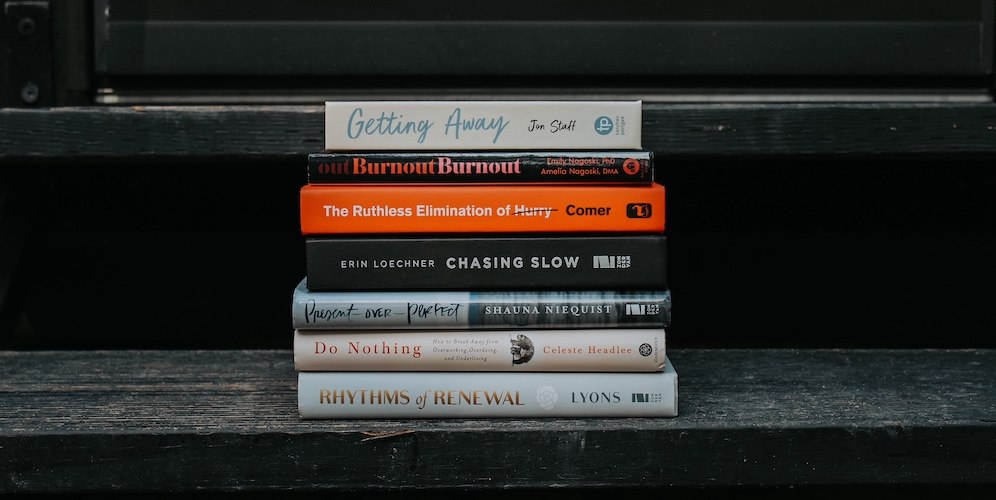 Getting Away Jon Staff
tp
outBurnoutBurnout Emily Nagoski, PhD
Amelia Nagoski, DMA
The Ruthless Elimination of Hurry Comer
ERIN LOECHNER CHASING SLOW
Present-OVER-PERFECT SHAUNA NIEQUIST
Do Nothing How to Break Away from
Overworking, Overdoing,
and Underliving Celeste Headlee
RHYTHMS of RENEWAL LYONS